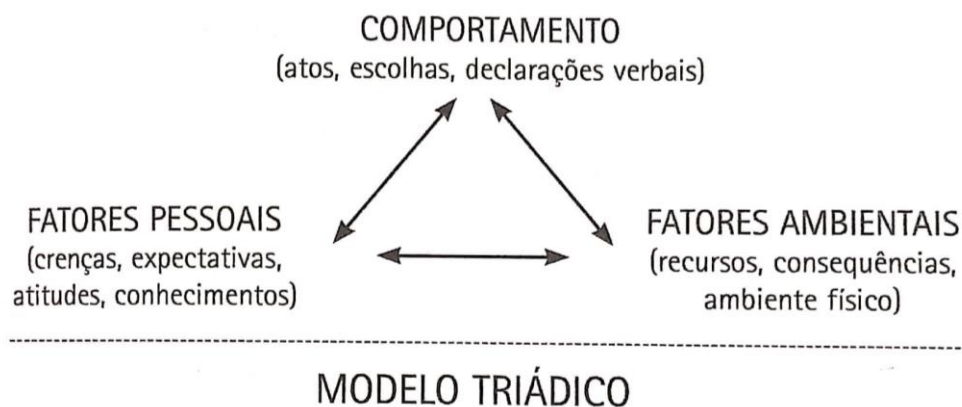 COMPORTAMENTO
(atos, escolhas, declarações verbais)
FATORES PESSOAIS
(crenças, expectativas,
atitudes, conhecimentos)
FATORES AMBIENTAIS
(recursos, consequências,
ambiente físico)
MODELO TRIÁDICO